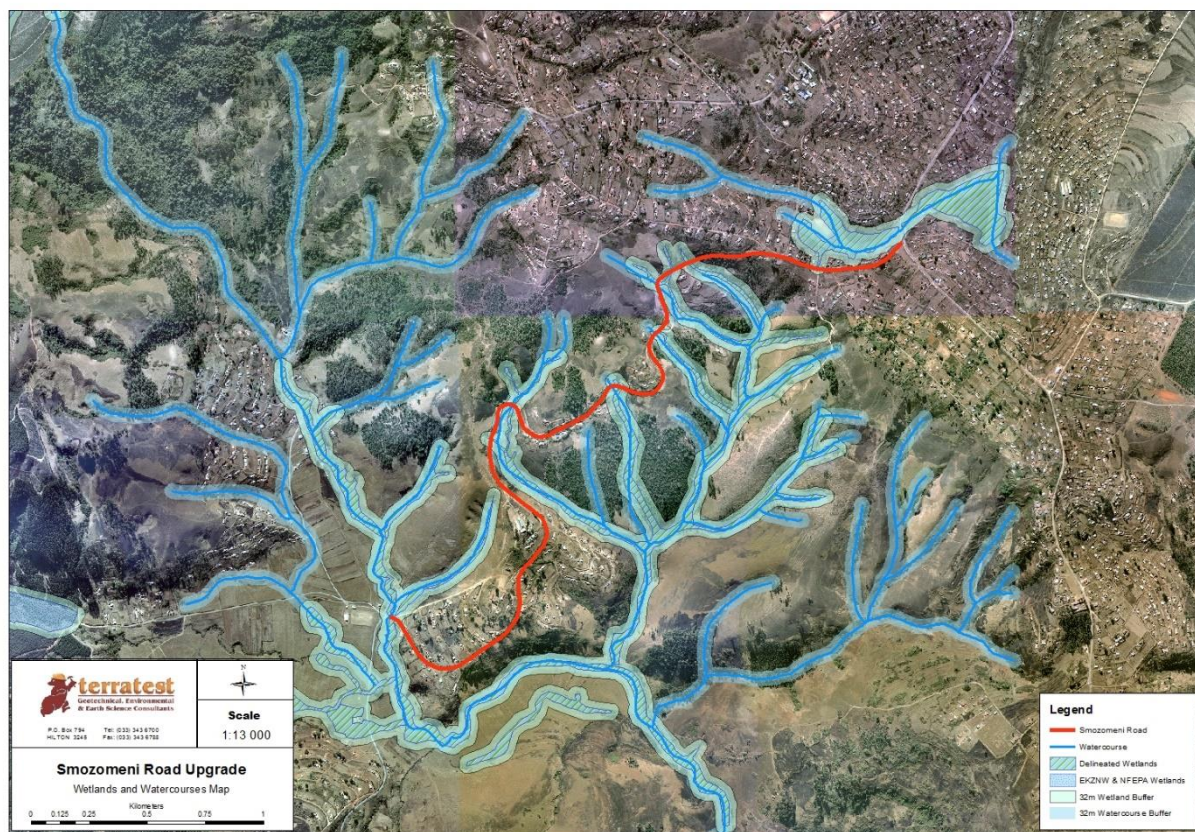 terratest
Geotechnical, Environmental
& Earth Science Consultants
P.O. Box 794
HILTON 3245
Tel: (033) 343 6700
Fax: (033) 343 6788
N
Scale
1:13 000
Smozomeni Road Upgrade
Wetlands and Watercourses Map
Kilometers
0 0.125 0.25 0.5 0.75 1
Legend
Smozomeni Road
Watercourse
Delineated Wetlands
EKZNW & NFEPA Wetlands
32m Wetland Buffer
32m Watercourse Buffer